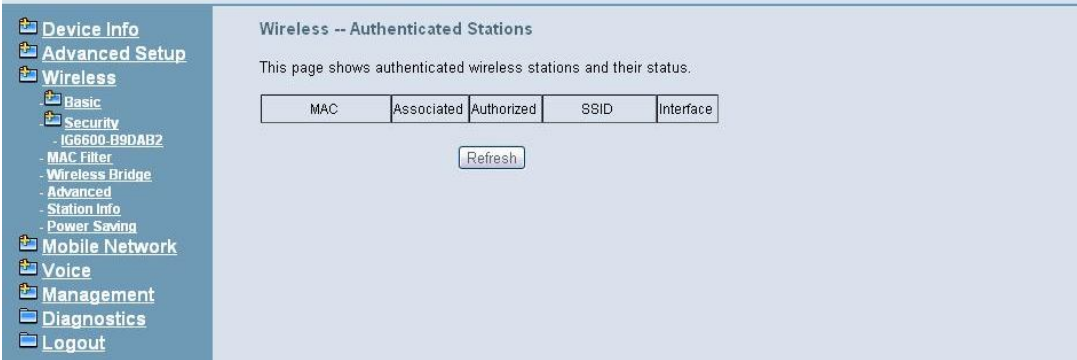 Device Info
Advanced Setup
Wireless
- Basic
- Security
- IG6600-B9DAB2
- MAC Filter
- Wireless Bridge
- Advanced
- Station Info
- Power Saving
Mobile Network
Voice
Management
Diagnostics
Logout
Wireless -- Authenticated Stations
This page shows authenticated wireless stations and their status.
MAC Associated Authorized SSID Interface
Refresh